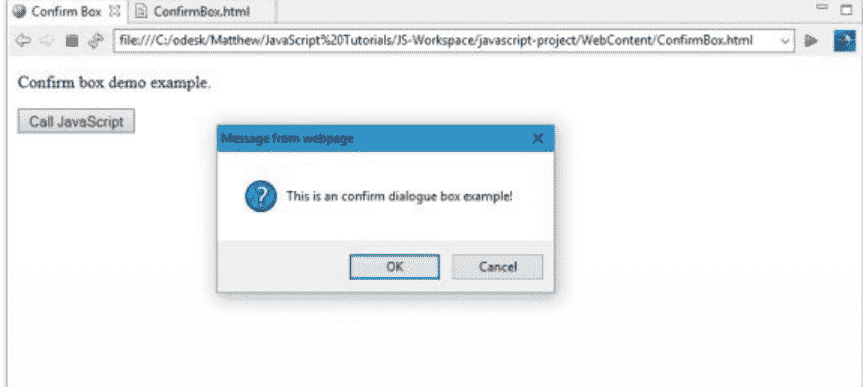 Confirm Box ConfirmBox.html
file:///C:/odesk/Matthew/JavaScript%20Tutorials/JS-Workspace/javascript-project/WebContent/ConfirmBox.html
Confirm box demo example.
Call JavaScript
Message from webpage
This is an confirm dialogue box example!
OK Cancel